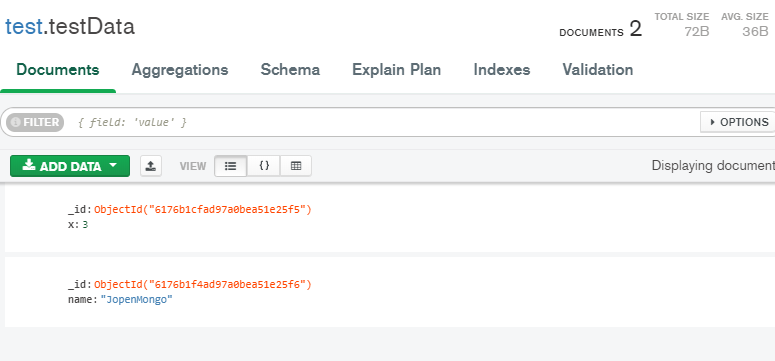 test.testData
DOCUMENTS 2 TOTAL SIZE 72B AVG. SIZE 36B
Documents Aggregations Schema Explain Plan Indexes Validation
FILTER { field: 'value' } OPTIONS
ADD DATA VIEW { } Displaying document
_id: ObjectId("6176b1cfad97a0bea51e25f5")
x: 3
_id: ObjectId("6176b1f4ad97a0bea51e25f6")
name: "JopenMongo"